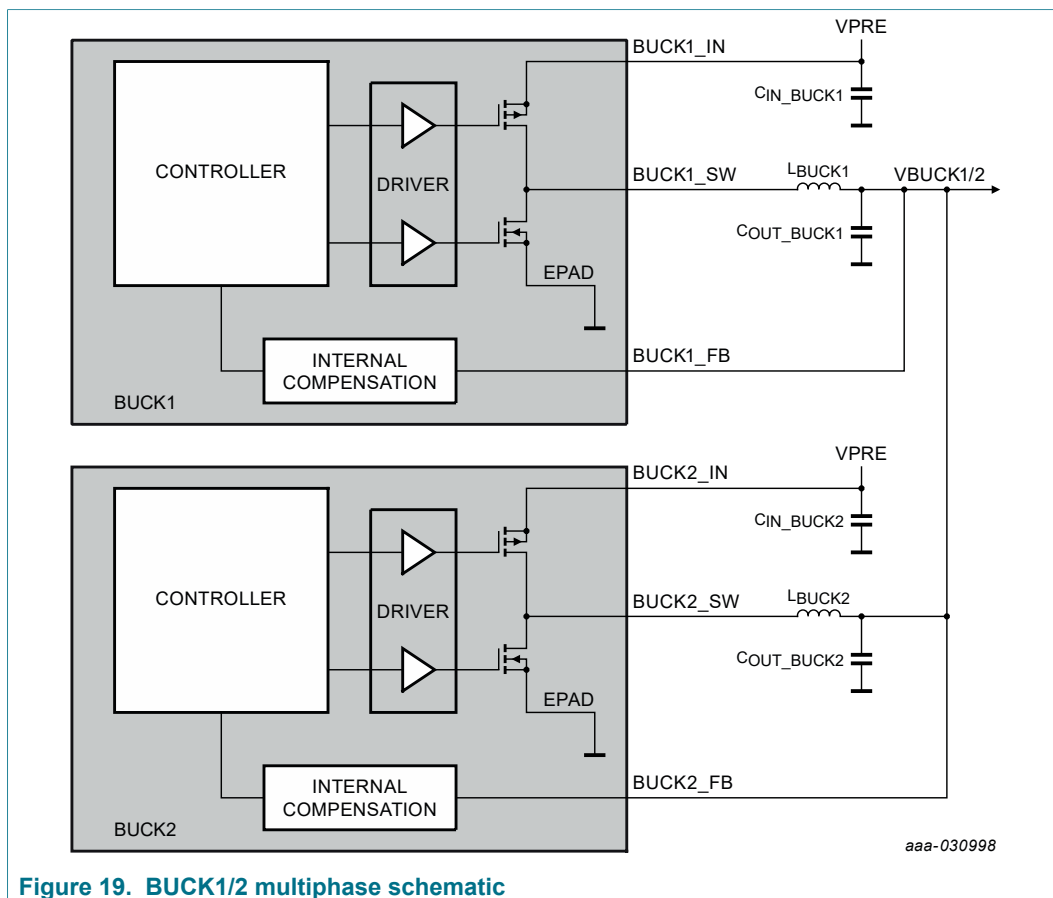 VPRE
BUCK1_IN
CIN_BUCK1
CONTROLLER
DRIVER
BUCK1_SW
LBUCK1
VBUCK1/2
COUT_BUCK1
EPAD
INTERNAL
COMPENSATION
BUCK1_FB
BUCK1
VPRE
BUCK2_IN
CIN_BUCK2
CONTROLLER
DRIVER
BUCK2_SW
LBUCK2
COUT_BUCK2
EPAD
INTERNAL
COMPENSATION
BUCK2_FB
BUCK2
aaa-030998
Figure 19. BUCK1/2 multiphase schematic